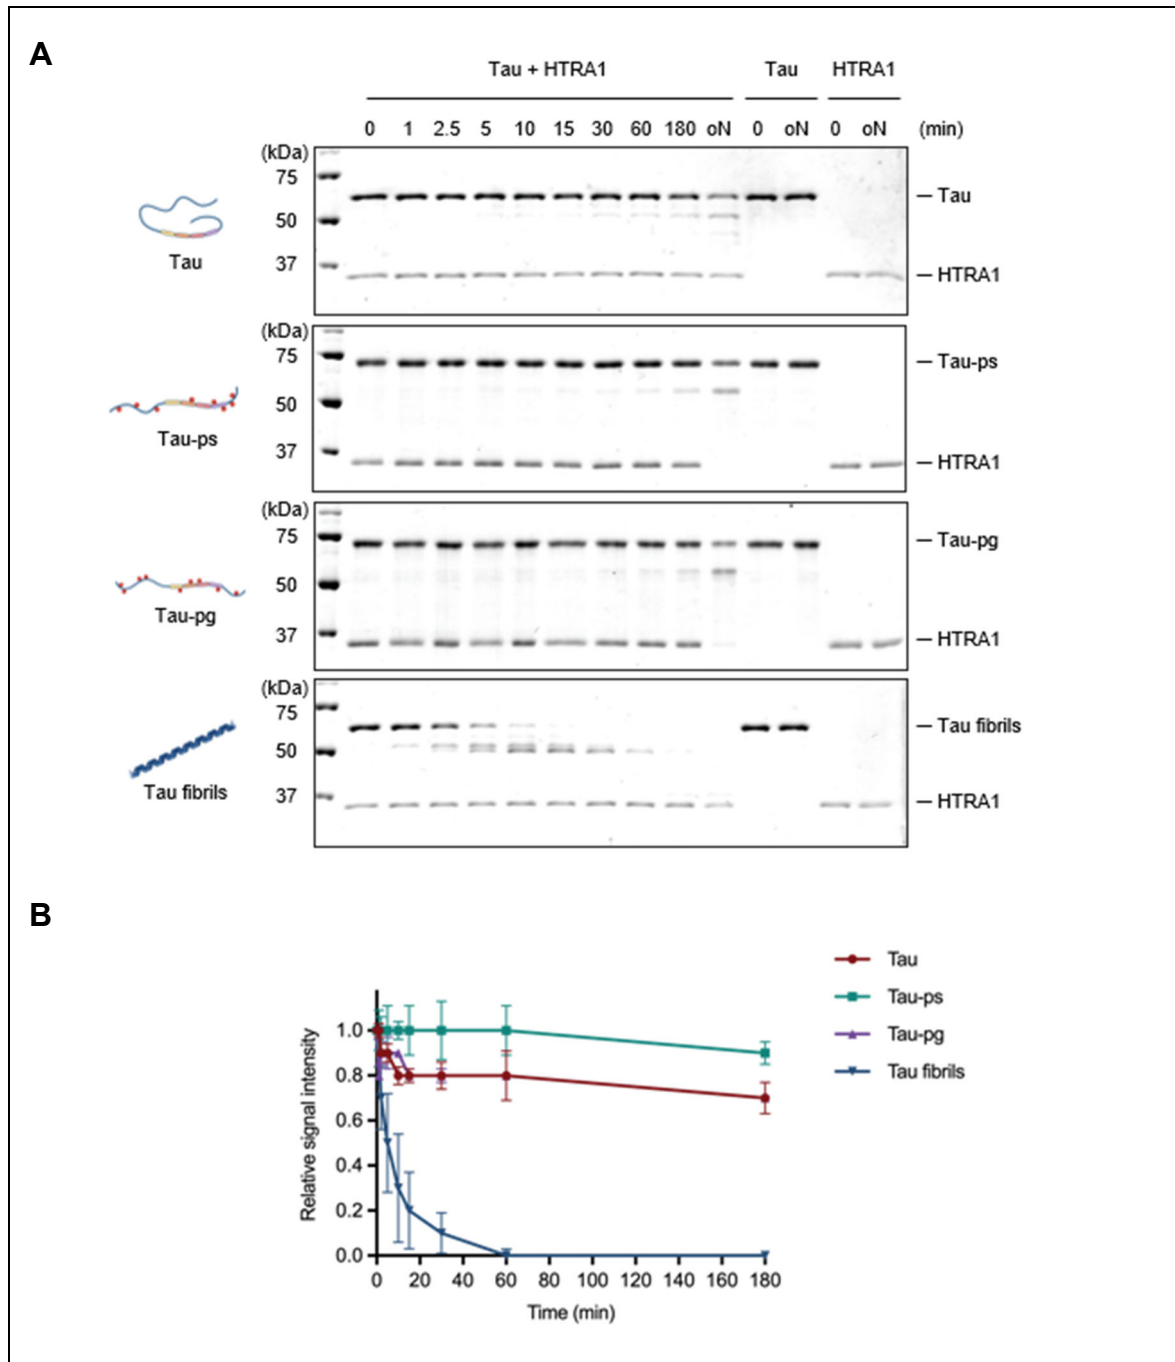 A
Tau + HTRA1 Tau HTRA1
0 1 2.5 5 10 15 30 60 180 oN 0 oN 0 oN (min)
(kDa)
75
50
37
Tau
— Tau
— HTRA1
(kDa)
75
50
37
Tau-ps
— Tau-ps
— HTRA1
(kDa)
75
50
37
Tau-pg
— Tau-pg
— HTRA1
(kDa)
75
50
37
Tau fibrils
— Tau fibrils
— HTRA1
B
Tau
Tau-ps
Tau-pg
Tau fibrils
Relative signal intensity
1.0
0.8
0.6
0.4
0.2
0.0
0 20 40 60 80 100 120 140 160 180
Time (min)